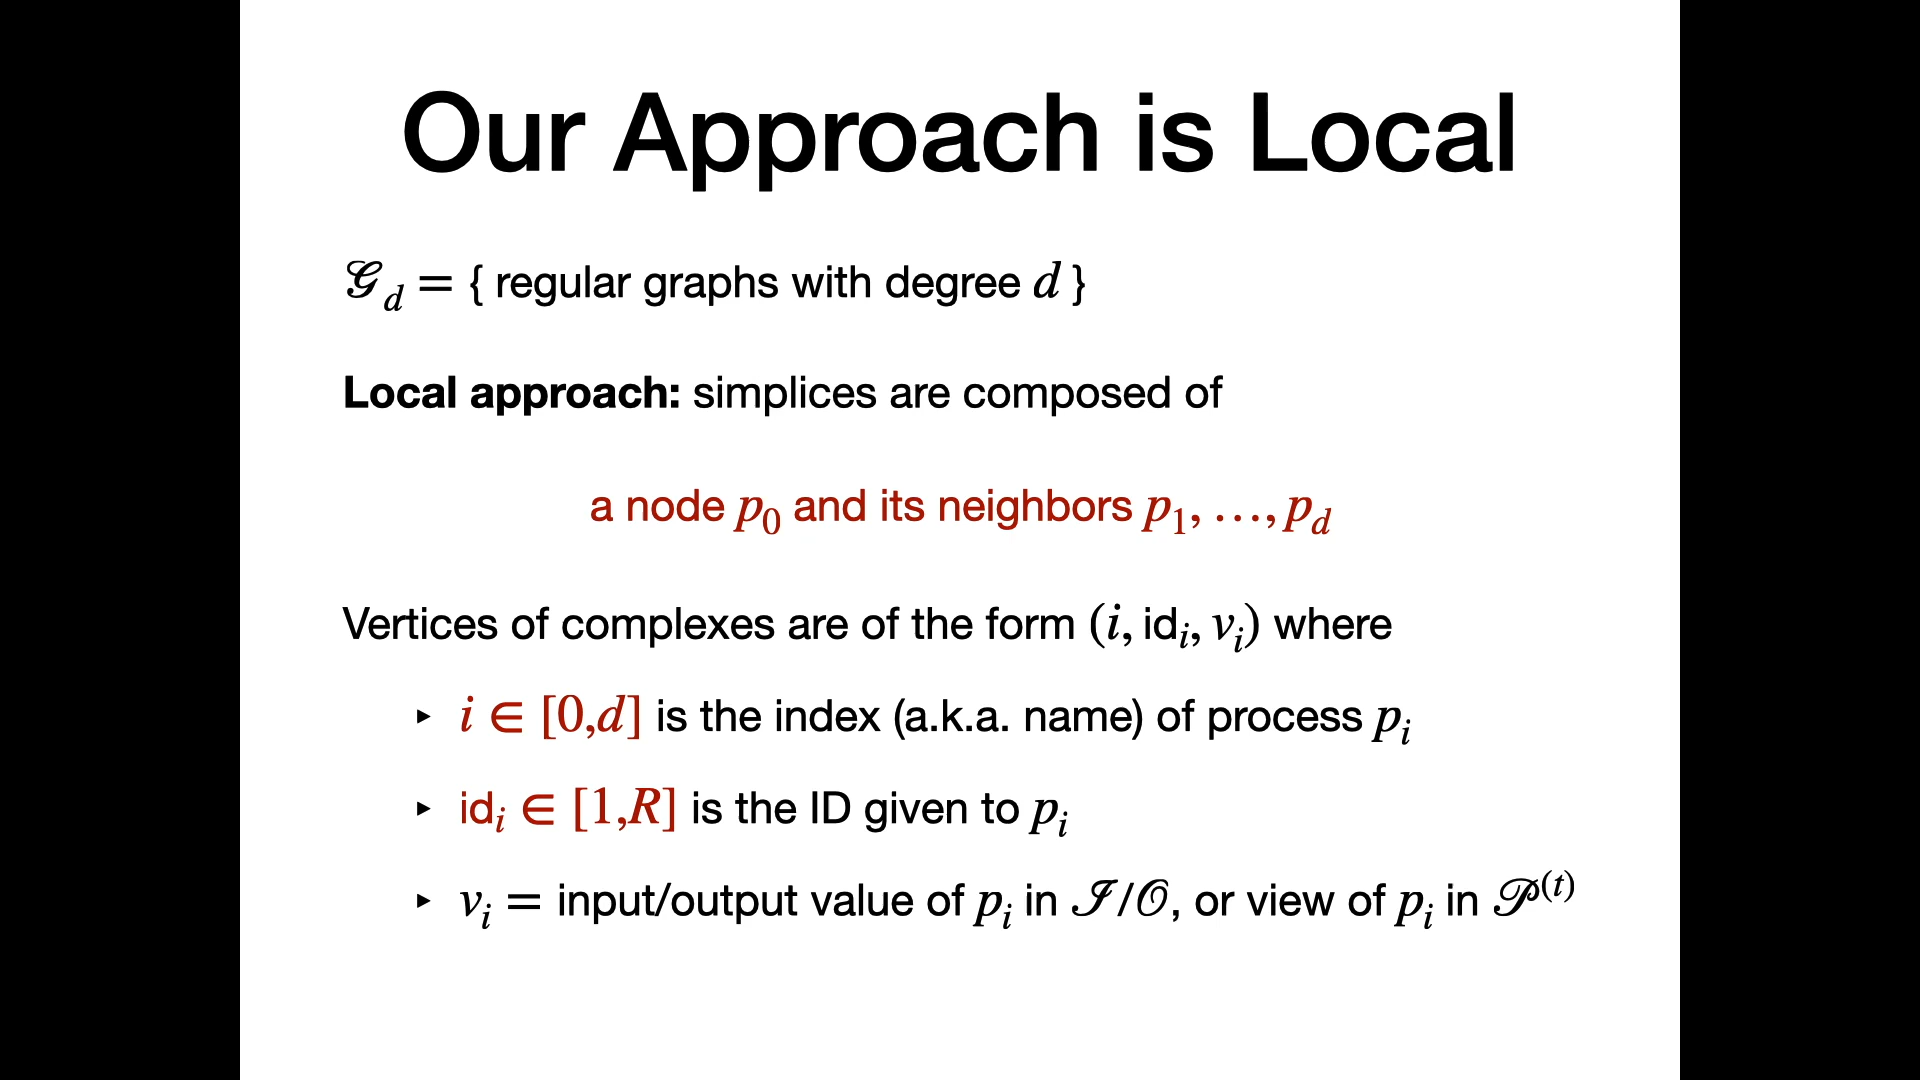 Our Approach is Local
𝒢_d = { regular graphs with degree d }
Local approach: simplices are composed of
a node p_0 and its neighbors p_1, …, p_d
Vertices of complexes are of the form (i, id_i, v_i) where
▸ i ∈ [0,d] is the index (a.k.a. name) of process p_i
▸ id_i ∈ [1,R] is the ID given to p_i
▸ v_i = input/output value of p_i in ℐ/𝒪, or view of p_i in 𝒫^(t)